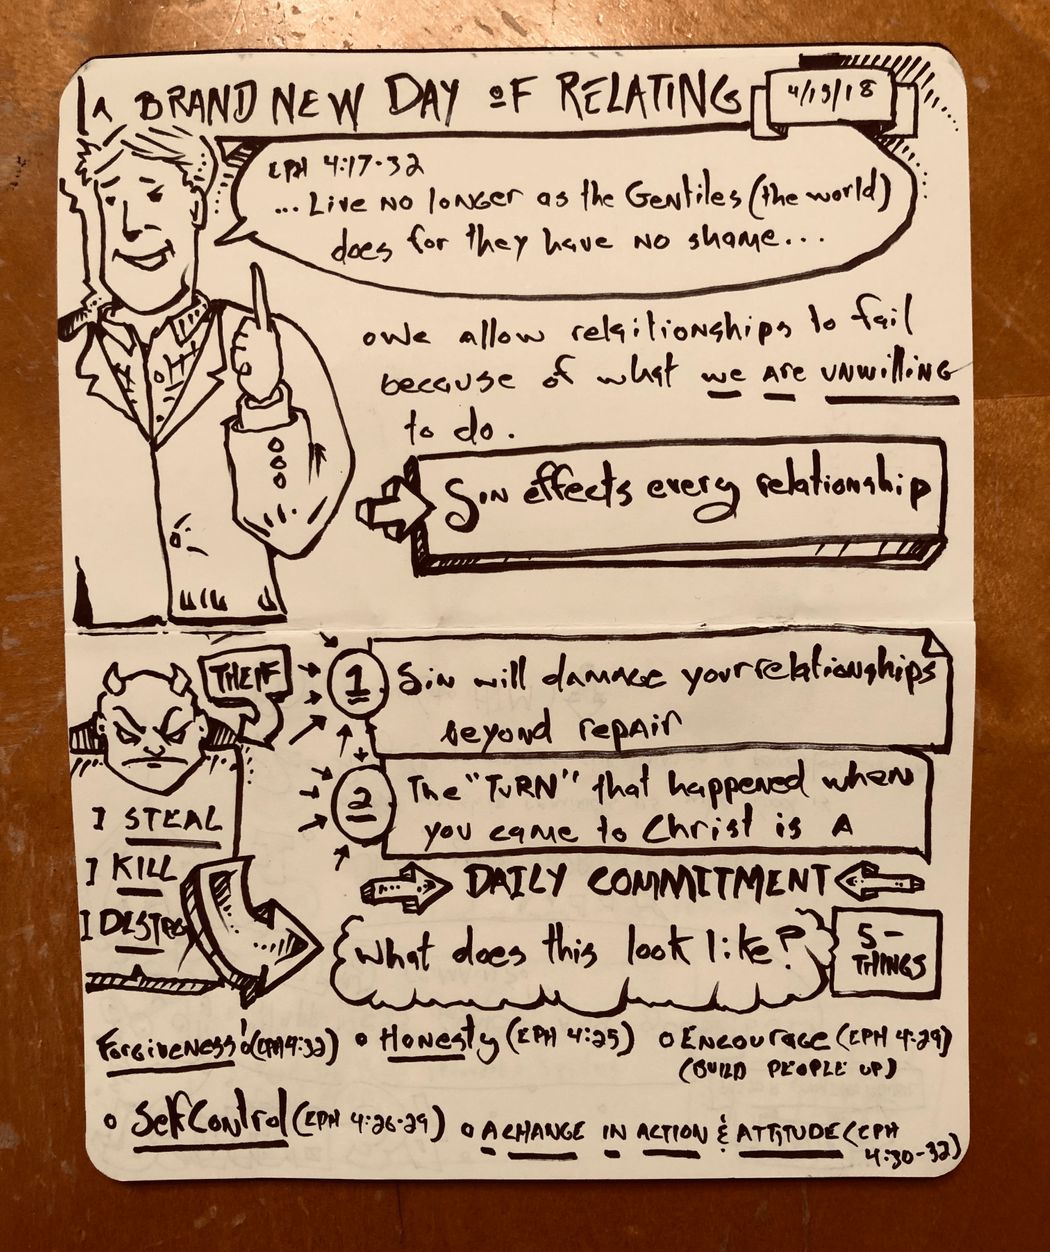 A BRAND NEW DAY OF RELATING
4/15/18
EPH 4:17-32
... Live no longer as the Gentiles (the world)
does for they have no shame...
o We allow relaitionships to fail
because of what we are unwilling
to do.
Sin effects every relationship
THEIF
1 Sin will damage your relationships
beyond repair
2 The "TURN" that happened when
you came to Christ is A
DAILY COMMITMENT
I STEAL
I KILL
I DESTROY
What does this look like?
5-
THINGS
Forgiveness! (EPH 4:32) o Honesty (EPH 4:25) o Encourage (EPH 4:29)
(BUILD PEOPLE UP)
o Self Control (EPH 4:26-29) o A CHANGE IN ACTION & ATTITUDE (EPH
4:30-32)